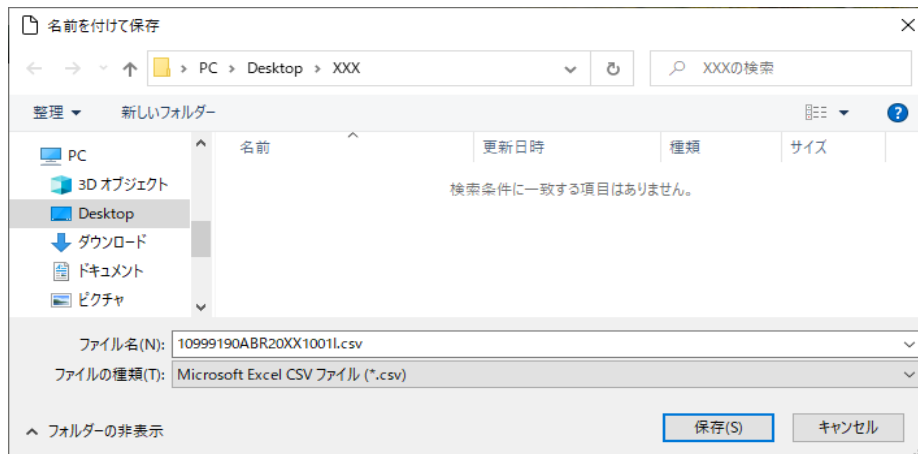 名前を付けて保存
PC › Desktop › XXX
XXXの検索
整理
新しいフォルダー
?
PC
3D オブジェクト
Desktop
ダウンロード
ドキュメント
ピクチャ
名前
更新日時
種類
サイズ
検索条件に一致する項目はありません。
ファイル名(N): 10999190ABR20XX1001I.csv
ファイルの種類(T): Microsoft Excel CSV ファイル (*.csv)
フォルダーの非表示
保存(S)
キャンセル